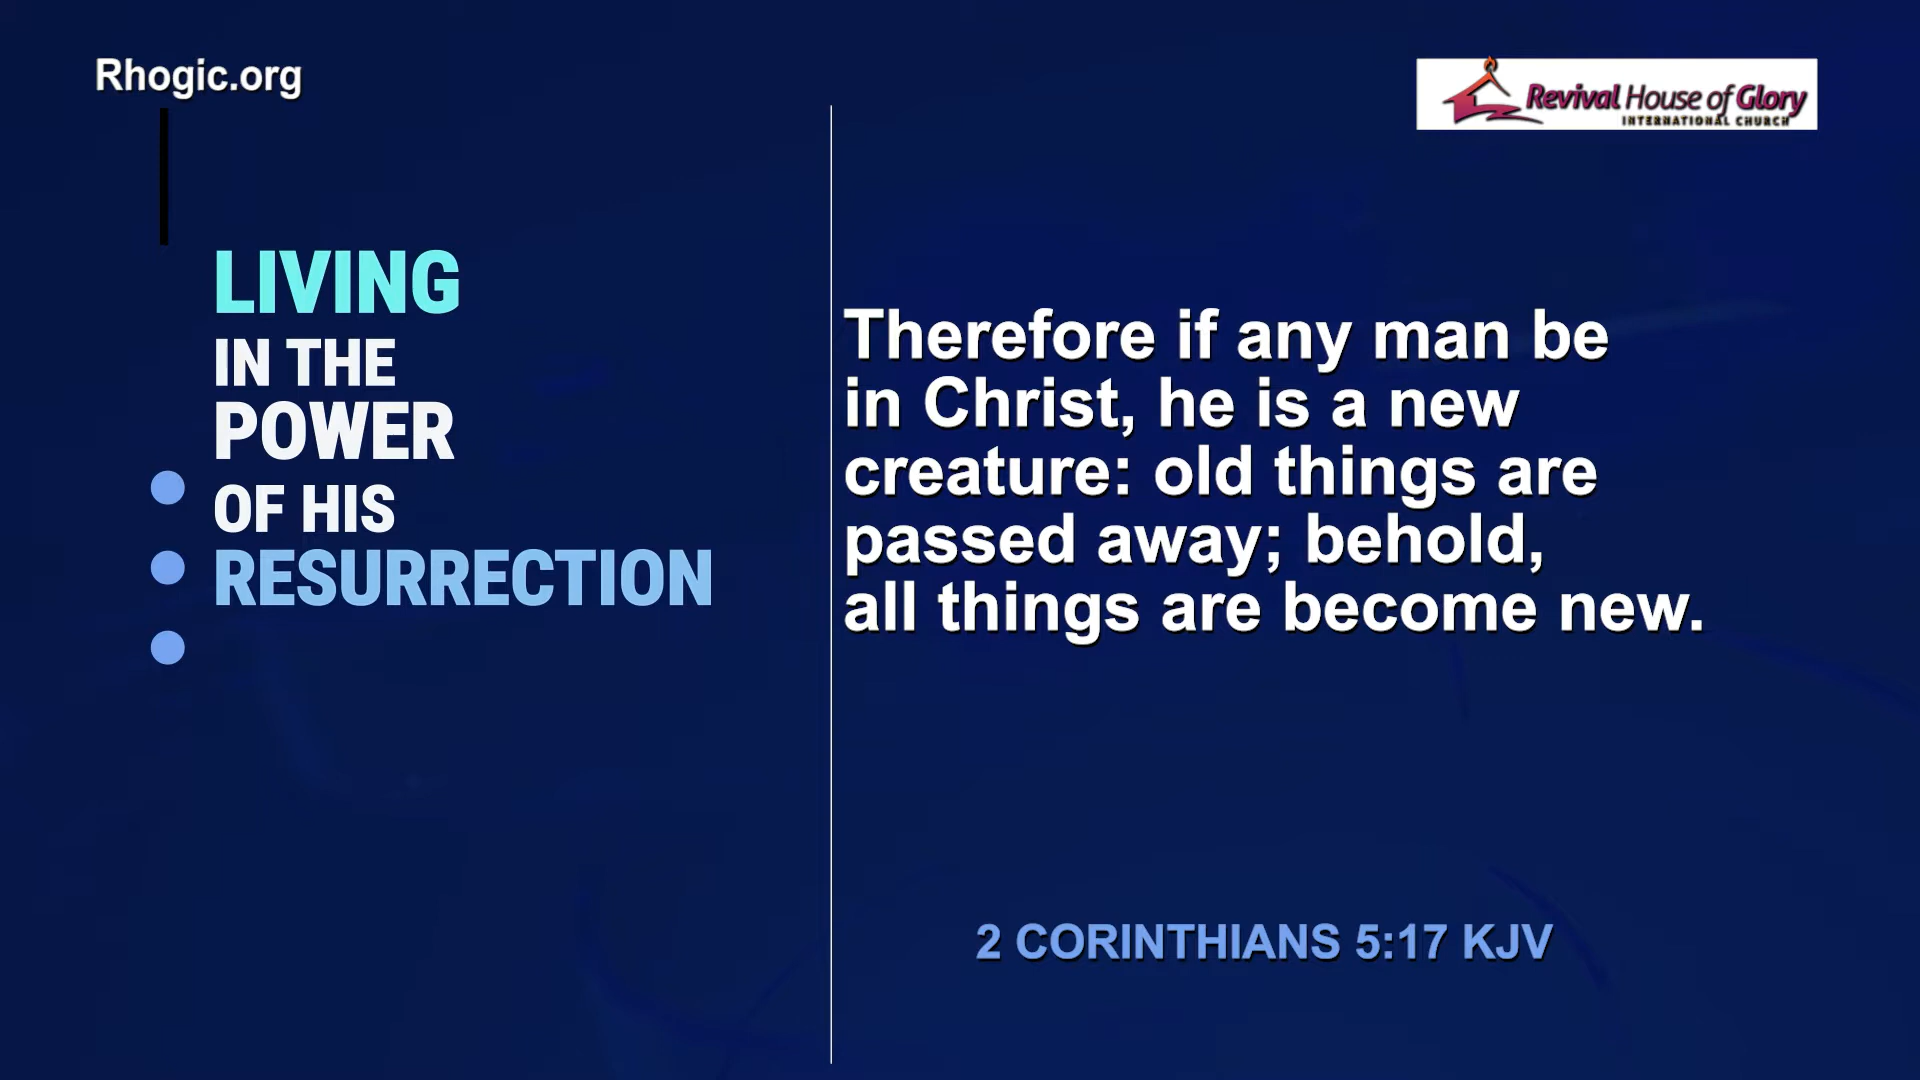 Rhogic.org
Revival House of Glory
INTERNATIONAL CHURCH
LIVING
IN THE
POWER
OF HIS
RESURRECTION
Therefore if any man be
in Christ, he is a new
creature: old things are
passed away; behold,
all things are become new.
2 CORINTHIANS 5:17 KJV